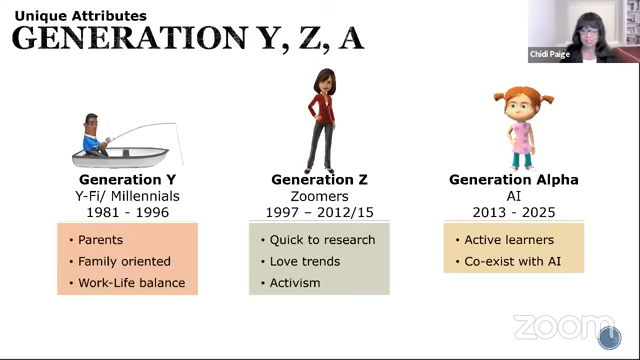 Unique Attributes
GENERATION Y, Z, A
Chidi Paige
Generation Y
Y-Fi/ Millennials
1981 - 1996
• Parents
• Family oriented
• Work-Life balance
Generation Z
Zoomers
1997 – 2012/15
• Quick to research
• Love trends
• Activism
Generation Alpha
AI
2013 - 2025
• Active learners
• Co-exist with AI
zoom